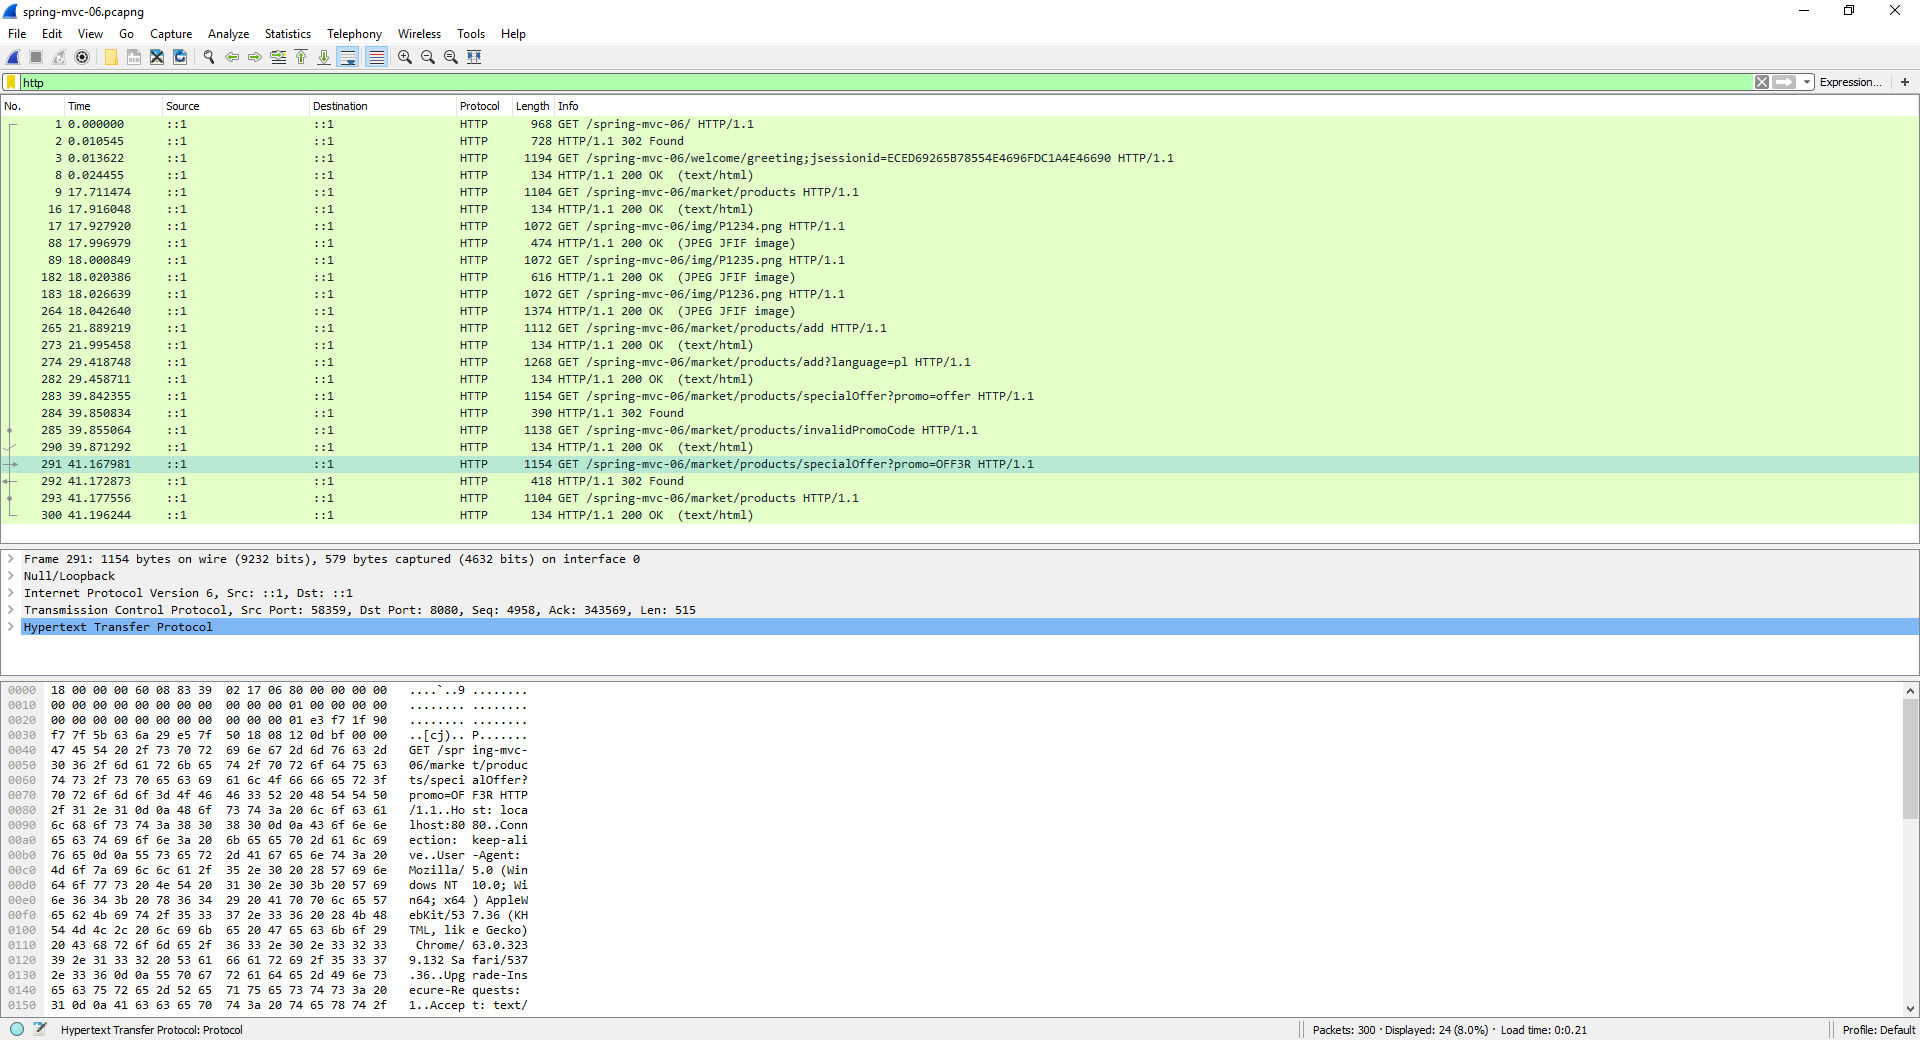 spring-mvc-06.pcapng
File Edit View Go Capture Analyze Statistics Telephony Wireless Tools Help
http Expression... +
No. Time Source Destination Protocol Length Info
1 0.000000 ::1 ::1 HTTP 968 GET /spring-mvc-06/ HTTP/1.1
2 0.010545 ::1 ::1 HTTP 728 HTTP/1.1 302 Found
3 0.013622 ::1 ::1 HTTP 1194 GET /spring-mvc-06/welcome/greeting;jsessionid=ECED69265B78554E4696FDC1A4E46690 HTTP/1.1
8 0.024455 ::1 ::1 HTTP 134 HTTP/1.1 200 OK (text/html)
9 17.711474 ::1 ::1 HTTP 1104 GET /spring-mvc-06/market/products HTTP/1.1
16 17.916048 ::1 ::1 HTTP 134 HTTP/1.1 200 OK (text/html)
17 17.927920 ::1 ::1 HTTP 1072 GET /spring-mvc-06/img/P1234.png HTTP/1.1
88 17.996979 ::1 ::1 HTTP 474 HTTP/1.1 200 OK (JPEG JFIF image)
89 18.000849 ::1 ::1 HTTP 1072 GET /spring-mvc-06/img/P1235.png HTTP/1.1
182 18.020386 ::1 ::1 HTTP 616 HTTP/1.1 200 OK (JPEG JFIF image)
183 18.026639 ::1 ::1 HTTP 1072 GET /spring-mvc-06/img/P1236.png HTTP/1.1
264 18.042640 ::1 ::1 HTTP 1374 HTTP/1.1 200 OK (JPEG JFIF image)
265 21.889219 ::1 ::1 HTTP 1112 GET /spring-mvc-06/market/products/add HTTP/1.1
273 21.995458 ::1 ::1 HTTP 134 HTTP/1.1 200 OK (text/html)
274 29.418748 ::1 ::1 HTTP 1268 GET /spring-mvc-06/market/products/add?language=pl HTTP/1.1
282 29.458711 ::1 ::1 HTTP 134 HTTP/1.1 200 OK (text/html)
283 39.842355 ::1 ::1 HTTP 1154 GET /spring-mvc-06/market/products/specialOffer?promo=offer HTTP/1.1
284 39.850834 ::1 ::1 HTTP 390 HTTP/1.1 302 Found
285 39.855064 ::1 ::1 HTTP 1138 GET /spring-mvc-06/market/products/invalidPromoCode HTTP/1.1
290 39.871292 ::1 ::1 HTTP 134 HTTP/1.1 200 OK (text/html)
291 41.167981 ::1 ::1 HTTP 1154 GET /spring-mvc-06/market/products/specialOffer?promo=OFF3R HTTP/1.1
292 41.172873 ::1 ::1 HTTP 418 HTTP/1.1 302 Found
293 41.177556 ::1 ::1 HTTP 1104 GET /spring-mvc-06/market/products HTTP/1.1
300 41.196244 ::1 ::1 HTTP 134 HTTP/1.1 200 OK (text/html)
Frame 291: 1154 bytes on wire (9232 bits), 579 bytes captured (4632 bits) on interface 0
Null/Loopback
Internet Protocol Version 6, Src: ::1, Dst: ::1
Transmission Control Protocol, Src Port: 58359, Dst Port: 8080, Seq: 4958, Ack: 343569, Len: 515
Hypertext Transfer Protocol
0000 18 00 00 00 60 08 83 39 02 17 06 80 00 00 00 00 ....`..9 ........
0010 00 00 00 00 00 00 00 00 00 00 00 01 00 00 00 00 ........ ........
0020 00 00 00 00 00 00 00 00 00 00 00 01 e3 f7 1f 90 ........ ........
0030 f7 7f 5b 63 6a 29 e5 7f 50 18 08 12 0d bf 00 00 ..[cj).. P.......
0040 47 45 54 20 2f 73 70 72 69 6e 67 2d 6d 76 63 2d GET /spr ing-mvc-
0050 30 36 2f 6d 61 72 6b 65 74 2f 70 72 6f 64 75 63 06/marke t/produc
0060 74 73 2f 73 70 65 63 69 61 6c 4f 66 66 65 72 3f ts/speci alOffer?
0070 70 72 6f 6d 6f 3d 4f 46 46 33 52 20 48 54 54 50 promo=OF F3R HTTP
0080 2f 31 2e 31 0d 0a 48 6f 73 74 3a 20 6c 6f 63 61 /1.1..Ho st: loca
0090 6c 68 6f 73 74 3a 38 30 38 30 0d 0a 43 6f 6e 6e lhost:80 80..Conn
00a0 65 63 74 69 6f 6e 3a 20 6b 65 65 70 2d 61 6c 69 ection: keep-ali
00b0 76 65 0d 0a 55 73 65 72 2d 41 67 65 6e 74 3a 20 ve..User -Agent:
00c0 4d 6f 7a 69 6c 6c 61 2f 35 2e 30 20 28 57 69 6e Mozilla/ 5.0 (Win
00d0 64 6f 77 73 20 4e 54 20 31 30 2e 30 3b 20 57 69 dows NT 10.0; Wi
00e0 6e 36 34 3b 20 78 36 34 29 20 41 70 70 6c 65 57 n64; x64 ) AppleW
00f0 65 62 4b 69 74 2f 35 33 37 2e 33 36 20 28 4b 48 ebKit/53 7.36 (KH
0100 54 4d 4c 2c 20 6c 69 6b 65 20 47 65 63 6b 6f 29 TML, lik e Gecko)
0110 20 43 68 72 6f 6d 65 2f 36 33 2e 30 2e 33 32 33 Chrome/ 63.0.323
0120 39 2e 31 33 32 20 53 61 66 61 72 69 2f 35 33 37 9.132 Sa fari/537
0130 2e 33 36 0d 0a 55 70 67 72 61 64 65 2d 49 6e 73 .36..Upg rade-Ins
0140 65 63 75 72 65 2d 52 65 71 75 65 73 74 73 3a 20 ecure-Re quests:
0150 31 0d 0a 41 63 63 65 70 74 3a 20 74 65 78 74 2f 1..Accep t: text/
Hypertext Transfer Protocol: Protocol Packets: 300 · Displayed: 24 (8.0%) · Load time: 0:0.21 Profile: Default